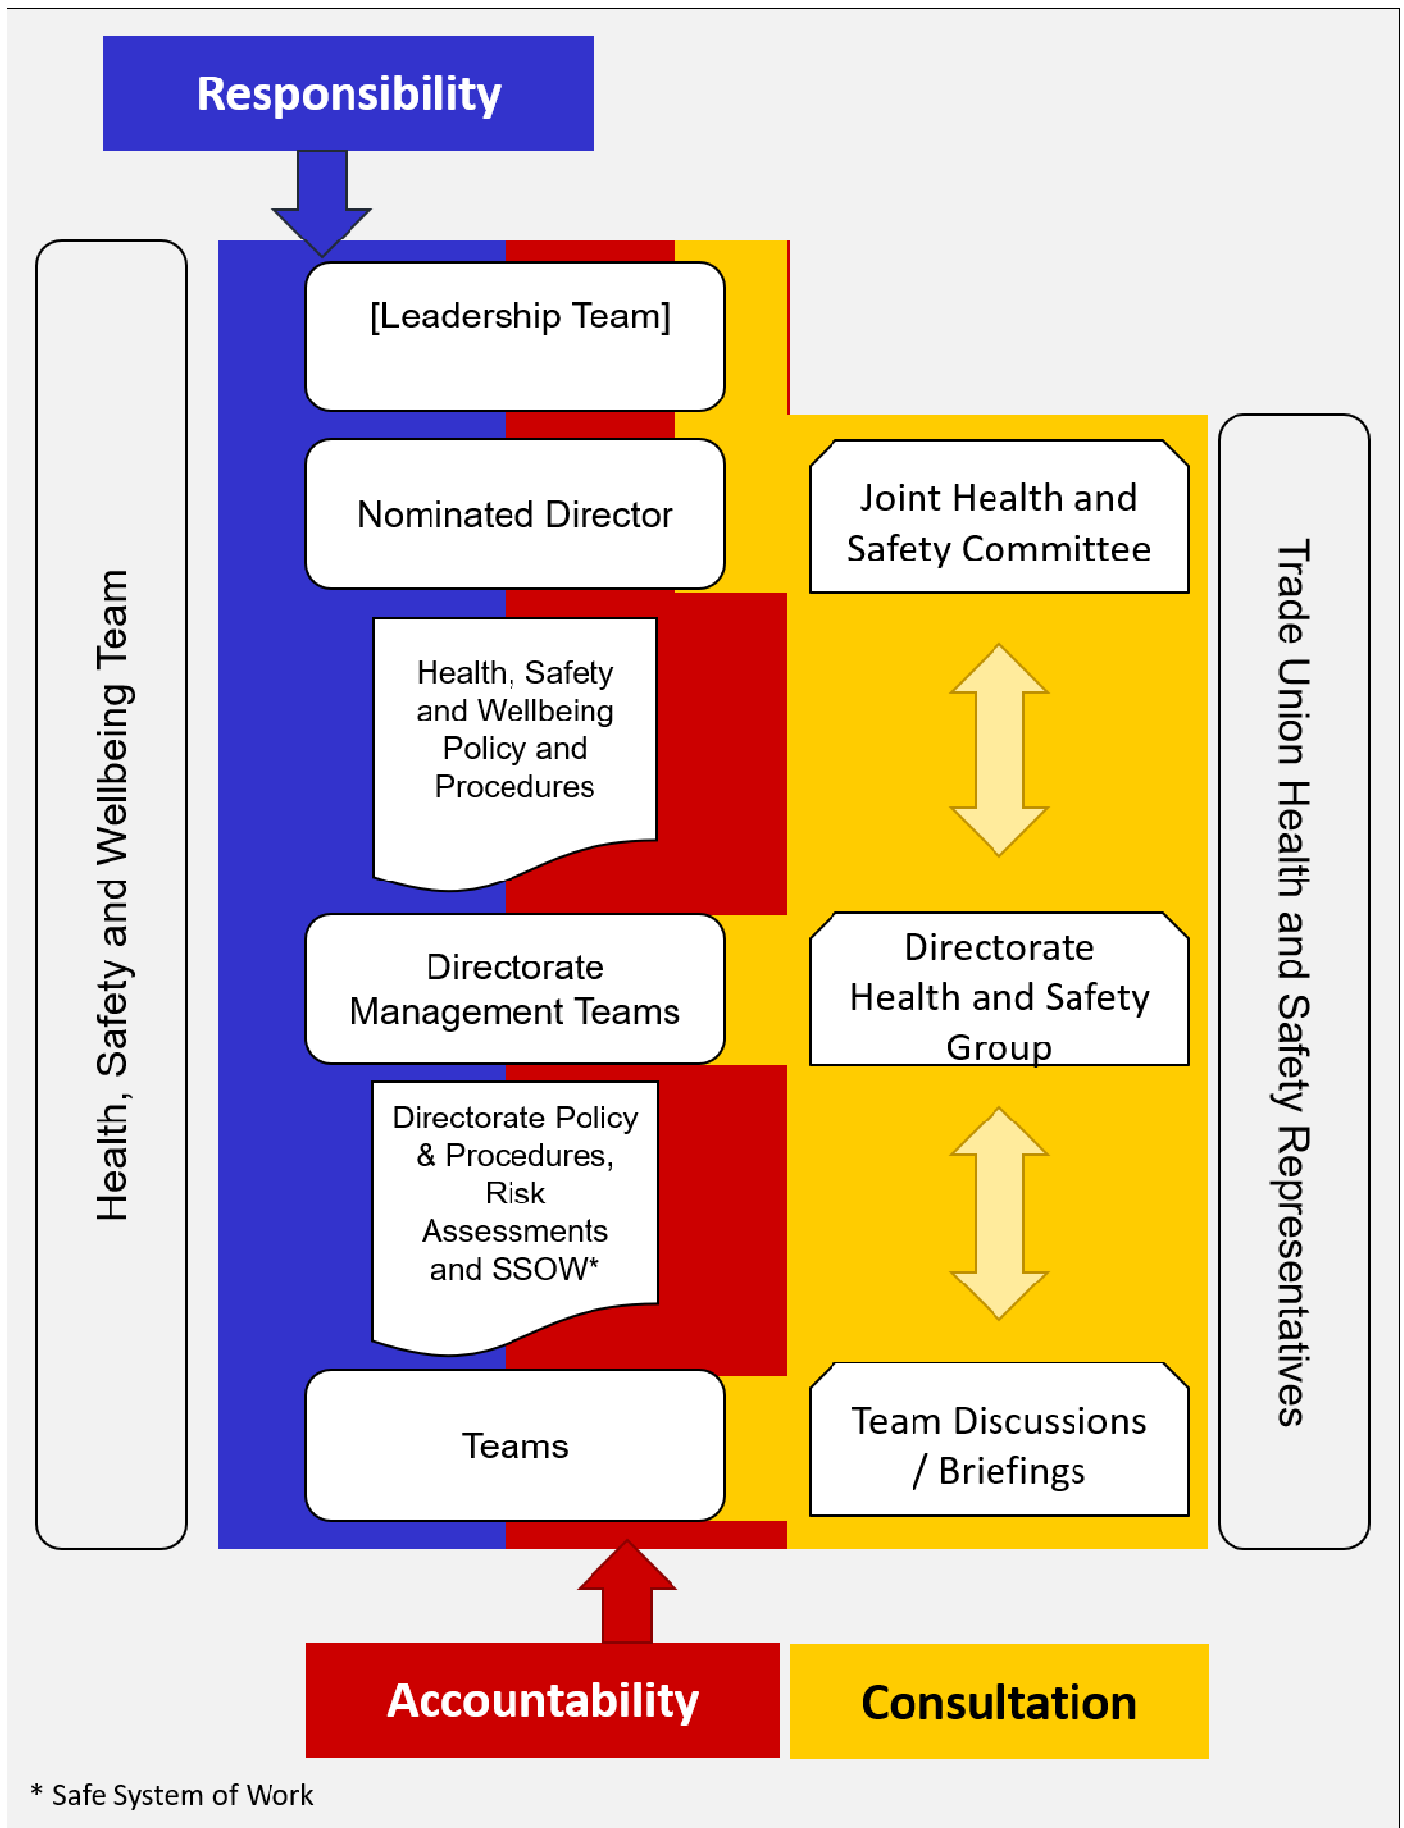 Responsibility
Health, Safety and Wellbeing Team
[Leadership Team]
Nominated Director
Joint Health and
Safety Committee
Health, Safety
and Wellbeing
Policy and
Procedures
Directorate
Management Teams
Directorate
Health and Safety
Group
Directorate Policy
& Procedures,
Risk
Assessments
and SSOW*
Teams
Team Discussions
/ Briefings
Trade Union Health and Safety Representatives
Accountability
Consultation
* Safe System of Work